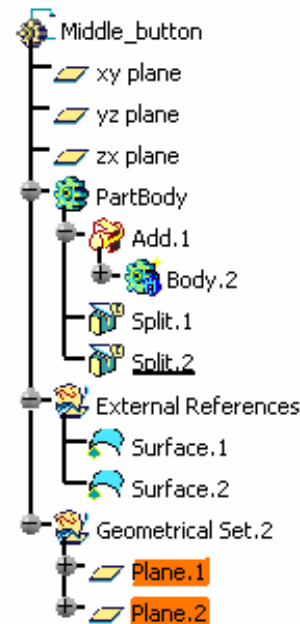 Middle_button
xy plane
yz plane
zx plane
PartBody
Add.1
Body.2
Split.1
Split.2
External References
Surface.1
Surface.2
Geometrical Set.2
Plane.1
Plane.2